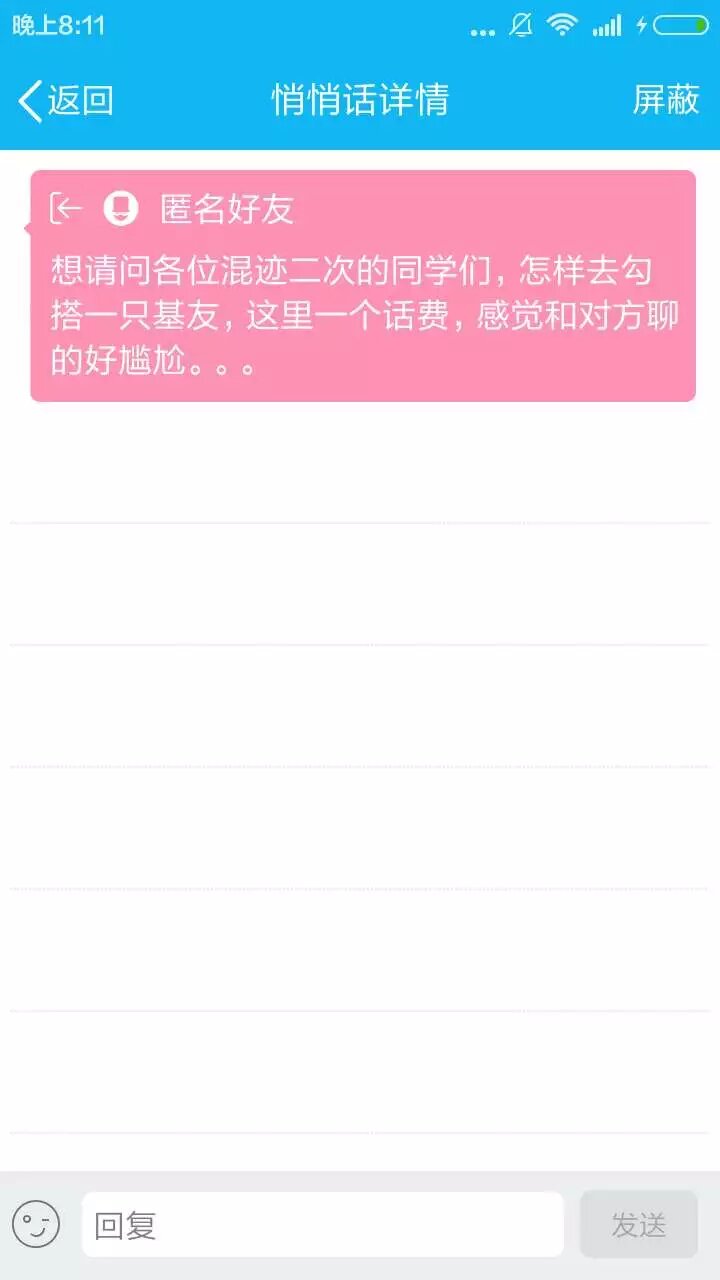 晚上8:11
返回
悄悄话详情
屏蔽
匿名好友
想请问各位混迹二次的同学们，怎样去勾
搭一只基友，这里一个话费，感觉和对方聊
的好尴尬。。。
回复
发送